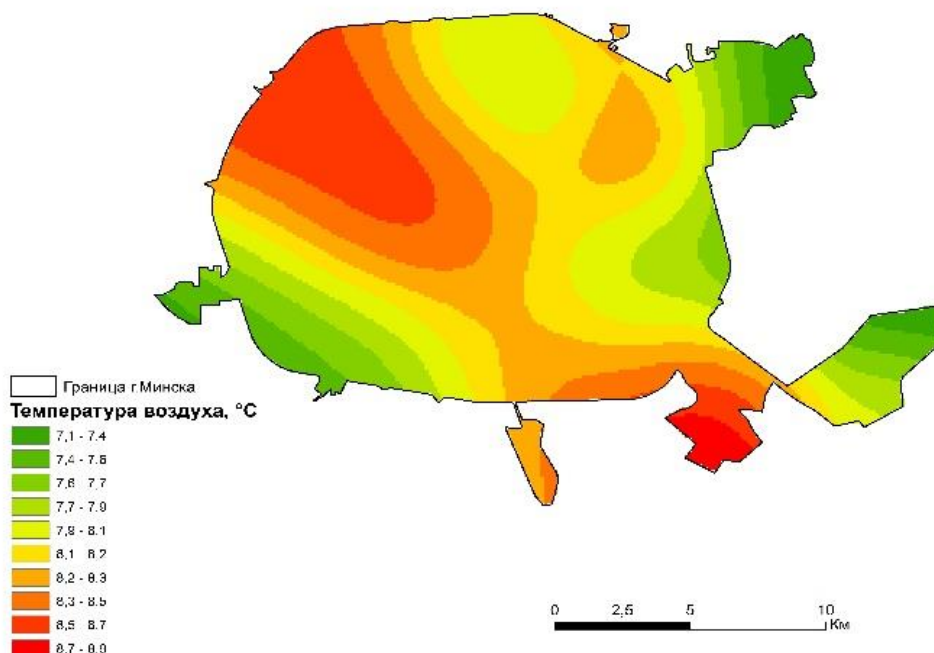 Граница г.Минска
Температура воздуха, °C
7,1 - 7,4
7,4 - 7,6
7,6 - 7,7
7,7 - 7,9
7,9 - 8,1
8,1 - 8,2
8,2 - 8,3
8,3 - 8,5
8,5 - 8,7
8,7 - 8,9
0 2,5 5 10
Км